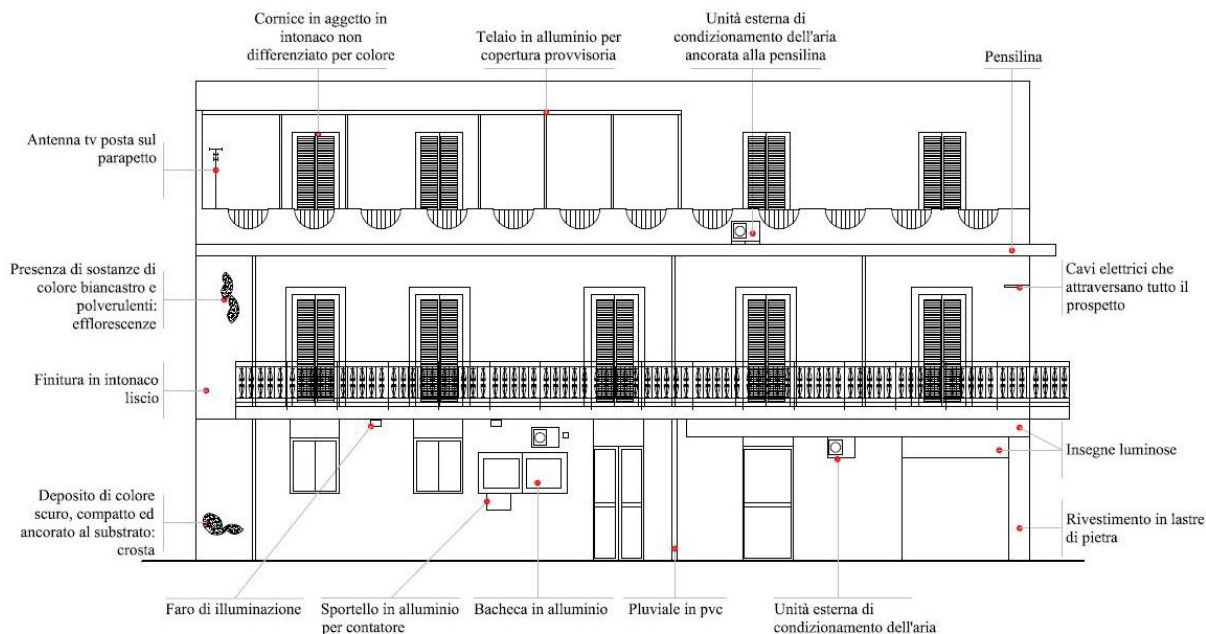 Cornice in aggetto in
intonaco non
differenziato per colore
Telaio in alluminio per
copertura provvisoria
Unità esterna di
condizionamento dell'aria
ancorata alla pensilina
Pensilina
Antenna tv posta sul
parapetto
Presenza di sostanze di
colore biancastro e
polverulenti:
efflorescenze
Cavi elettrici che
attraversano tutto il
prospetto
Finitura in intonaco
liscio
Insegne luminose
Deposito di colore
scuro, compatto ed
ancorato al substrato:
crosta
Rivestimento in lastre
di pietra
Faro di illuminazione
Sportello in alluminio
per contatore
Bacheca in alluminio
Pluviale in pvc
Unità esterna di
condizionamento dell'aria